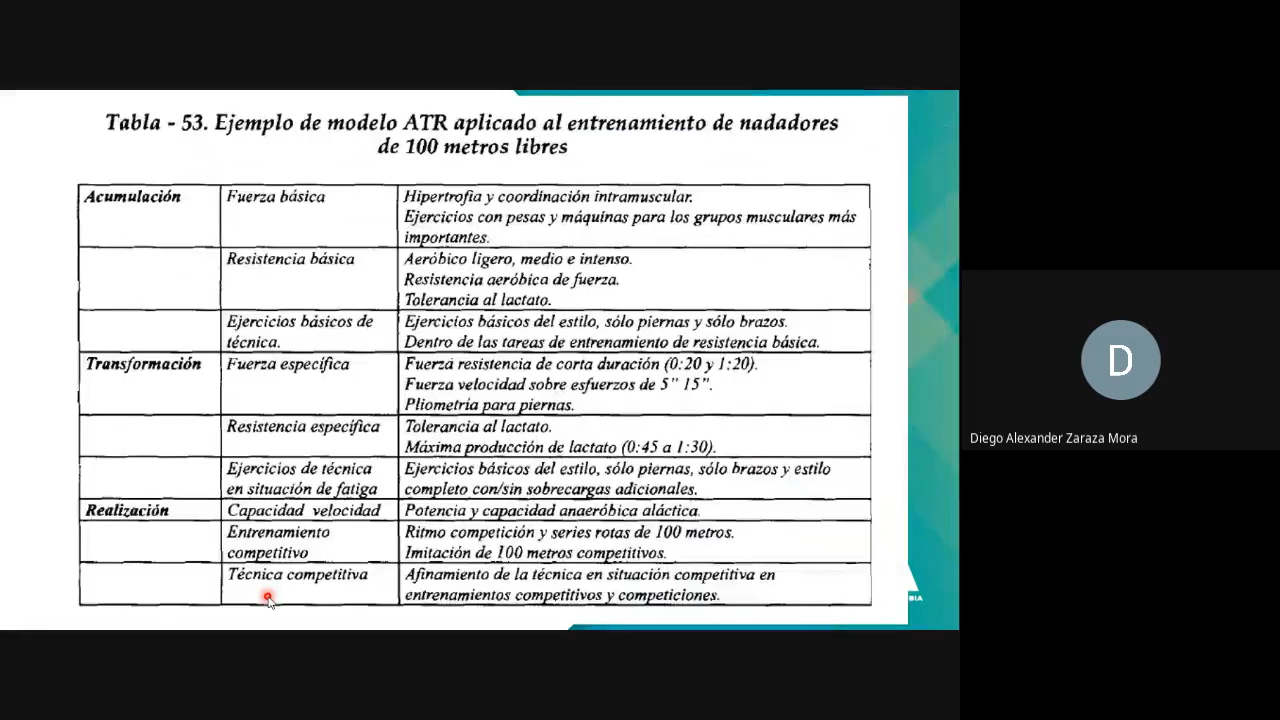 Tabla - 53. Ejemplo de modelo ATR aplicado al entrenamiento de nadadores
de 100 metros libres
Acumulación
Fuerza básica
Hipertrofia y coordinación intramuscular.
Ejercicios con pesas y máquinas para los grupos musculares más
importantes.
Resistencia básica
Aeróbico ligero, medio e intenso.
Resistencia aeróbica de fuerza.
Tolerancia al lactato.
Ejercicios básicos de
técnica.
Ejercicios básicos del estilo, sólo piernas y sólo brazos.
Dentro de las tareas de entrenamiento de resistencia básica.
Transformación
Fuerza específica
Fuerza resistencia de corta duración (0:20 y 1:20).
Fuerza velocidad sobre esfuerzos de 5" 15".
Pliometría para piernas.
Resistencia específica
Tolerancia al lactato.
Máxima producción de lactato (0:45 a 1:30).
Ejercicios de técnica
en situación de fatiga
Ejercicios básicos del estilo, sólo piernas, sólo brazos y estilo
completo con/sin sobrecargas adicionales.
Realización
Capacidad velocidad
Potencia y capacidad anaeróbica aláctica.
Entrenamiento
competitivo
Ritmo competición y series rotas de 100 metros.
Imitación de 100 metros competitivos.
Técnica competitiva
Afinamiento de la técnica en situación competitiva en
entrenamientos competitivos y competiciones.
D
Diego Alexander Zaraza Mora